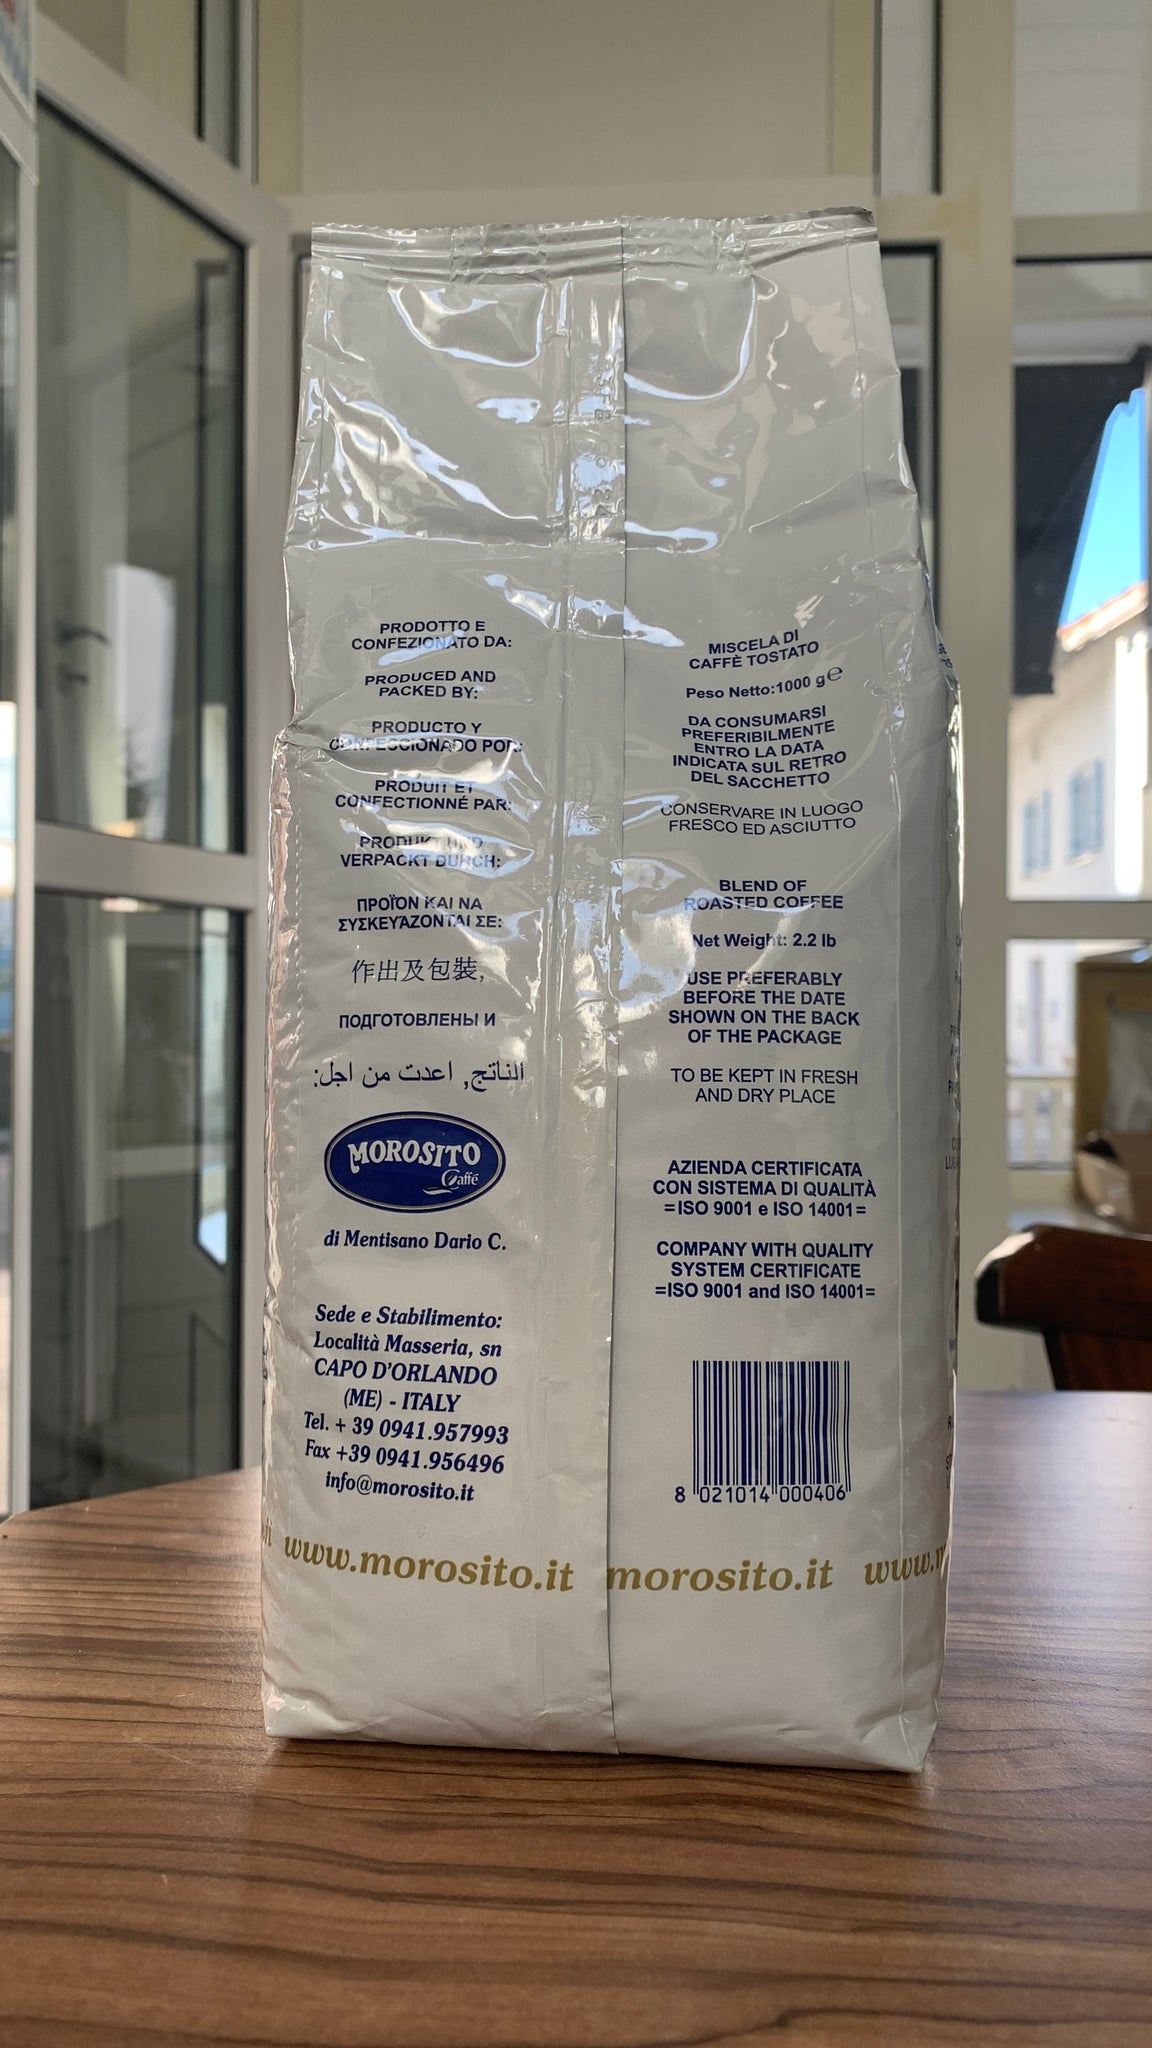 PRODOTTO E
CONFEZIONATO DA:
PRODUCED AND
PACKED BY:
PRODUCTO Y
CONFECCIONADO POR:
PRODUIT ET
CONFECTIONNÉ PAR:
PRODUKT UND
VERPACKT DURCH:
ΠΡΟΪΌΝ ΚΑΙ ΝΑ
ΣΥΣΚΕΥΆΖΟΝΤΑΙ ΣΕ:
作出及包裝,
ПОДГОТОВЛЕНЫ И
الناتج, اعدت من اجل:
MOROSITO
Caffé
di Mentisano Dario C.
Sede e Stabilimento:
Località Masseria, sn
CAPO D'ORLANDO
(ME) - ITALY
Tel. + 39 0941.957993
Fax +39 0941.956496
info@morosito.it
MISCELA DI
CAFFÈ TOSTATO
Peso Netto:1000 g ℮
DA CONSUMARSI
PREFERIBILMENTE
ENTRO LA DATA
INDICATA SUL RETRO
DEL SACCHETTO
CONSERVARE IN LUOGO
FRESCO ED ASCIUTTO
BLEND OF
ROASTED COFFEE
Net Weight: 2.2 lb
USE PREFERABLY
BEFORE THE DATE
SHOWN ON THE BACK
OF THE PACKAGE
TO BE KEPT IN FRESH
AND DRY PLACE
AZIENDA CERTIFICATA
CON SISTEMA DI QUALITÀ
=ISO 9001 e ISO 14001=
COMPANY WITH QUALITY
SYSTEM CERTIFICATE
=ISO 9001 and ISO 14001=
8 021014 000406
www.morosito.it morosito.it www.